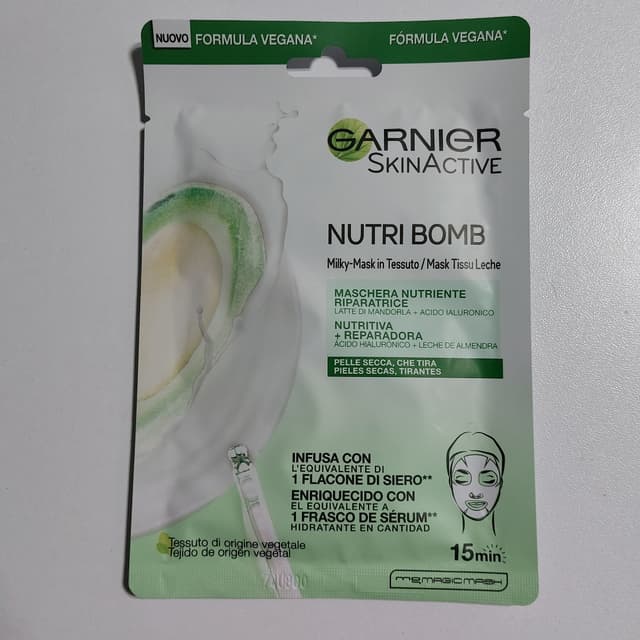 NUOVO FORMULA VEGANA* FÓRMULA VEGANA*
GARNIER
SKINACTIVE
NUTRI BOMB
Milky-Mask in Tessuto / Mask Tissu Leche
MASCHERA NUTRIENTE
RIPARATRICE
LATTE DI MANDORLA + ACIDO IALURONICO
NUTRITIVA
+ REPARADORA
ÁCIDO HIALURÓNICO + LECHE DE ALMENDRA
PELLE SECCA, CHE TIRA
PIELES SECAS, TIRANTES
INFUSA CON
L'EQUIVALENTE DI
1 FLACONE DI SIERO**
ENRIQUECIDO CON
EL EQUIVALENTE A
1 FRASCO DE SÉRUM**
HIDRATANTE EN CANTIDAD
Tessuto di origine vegetale
Tejido de origen vegetal
15min
MAGIC MASK